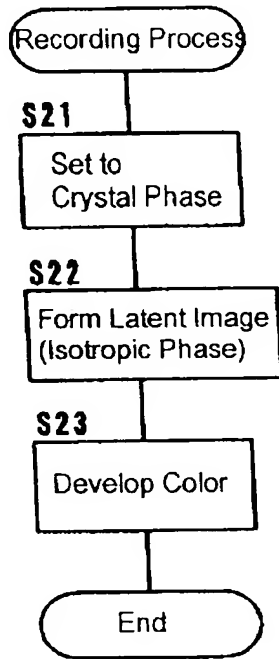 Recording Process
S21
Set to
Crystal Phase
S22
Form Latent Image
(Isotropic Phase)
S23
Develop Color
End